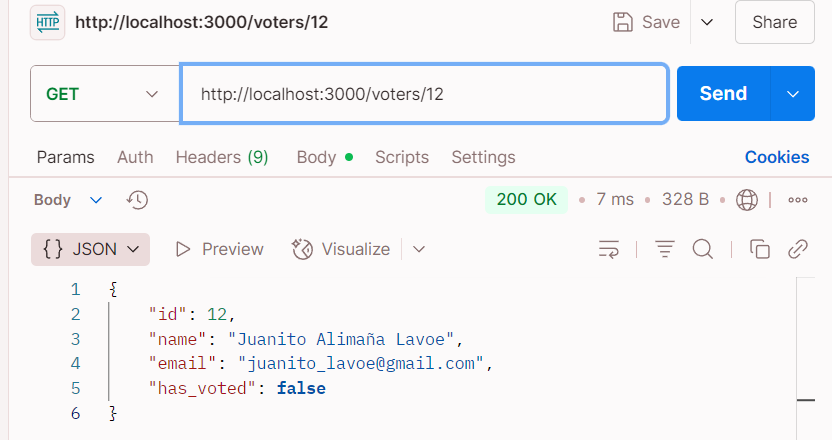 HTTP http://localhost:3000/voters/12 Save Share
GET http://localhost:3000/voters/12 Send
Params Auth Headers (9) Body Scripts Settings Cookies
Body 200 OK • 7 ms • 328 B
{} JSON Preview Visualize
1 {
2 "id": 12,
3 "name": "Juanito Alimaña Lavoe",
4 "email": "juanito_lavoe@gmail.com",
5 "has_voted": false
6 }